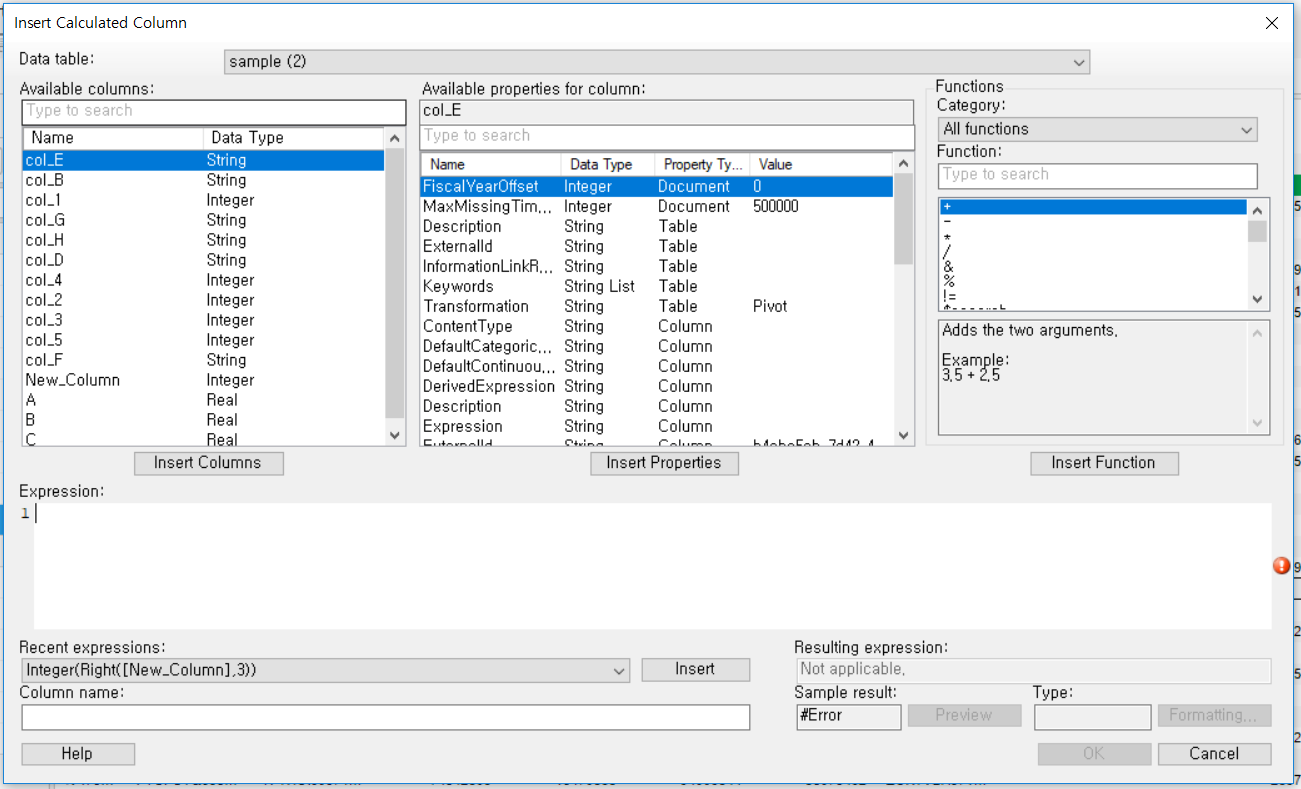 Insert Calculated Column
Data table:
sample (2)
Available columns:
Type to search
Name Data Type
col_E String
col_B String
col_1 Integer
col_G String
col_H String
col_D String
col_4 Integer
col_2 Integer
col_3 Integer
col_5 Integer
col_F String
New_Column Integer
A Real
B Real
C Real
Insert Columns
Available properties for column:
col_E
Type to search
Name Data Type Property Ty... Value
FiscalYearOffset Integer Document 0
MaxMissingTim... Integer Document 500000
Description String Table
ExternalId String Table
InformationLinkR... String Table
Keywords String List Table
Transformation String Table Pivot
ContentType String Column
DefaultCategoric... String Column
DefaultContinuou... String Column
DerivedExpression String Column
Description String Column
Expression String Column
ExternalId String Column
Insert Properties
Functions
Category:
All functions
Function:
Type to search
+
-
*
/
&
%
!=
Adds the two arguments.
Example:
3.5 + 2.5
Insert Function
Expression:
1
Recent expressions:
Integer(Right([New_Column],3))
Insert
Column name:
Resulting expression:
Not applicable.
Sample result:
#Error
Preview
Type:
Formatting...
Help
OK
Cancel